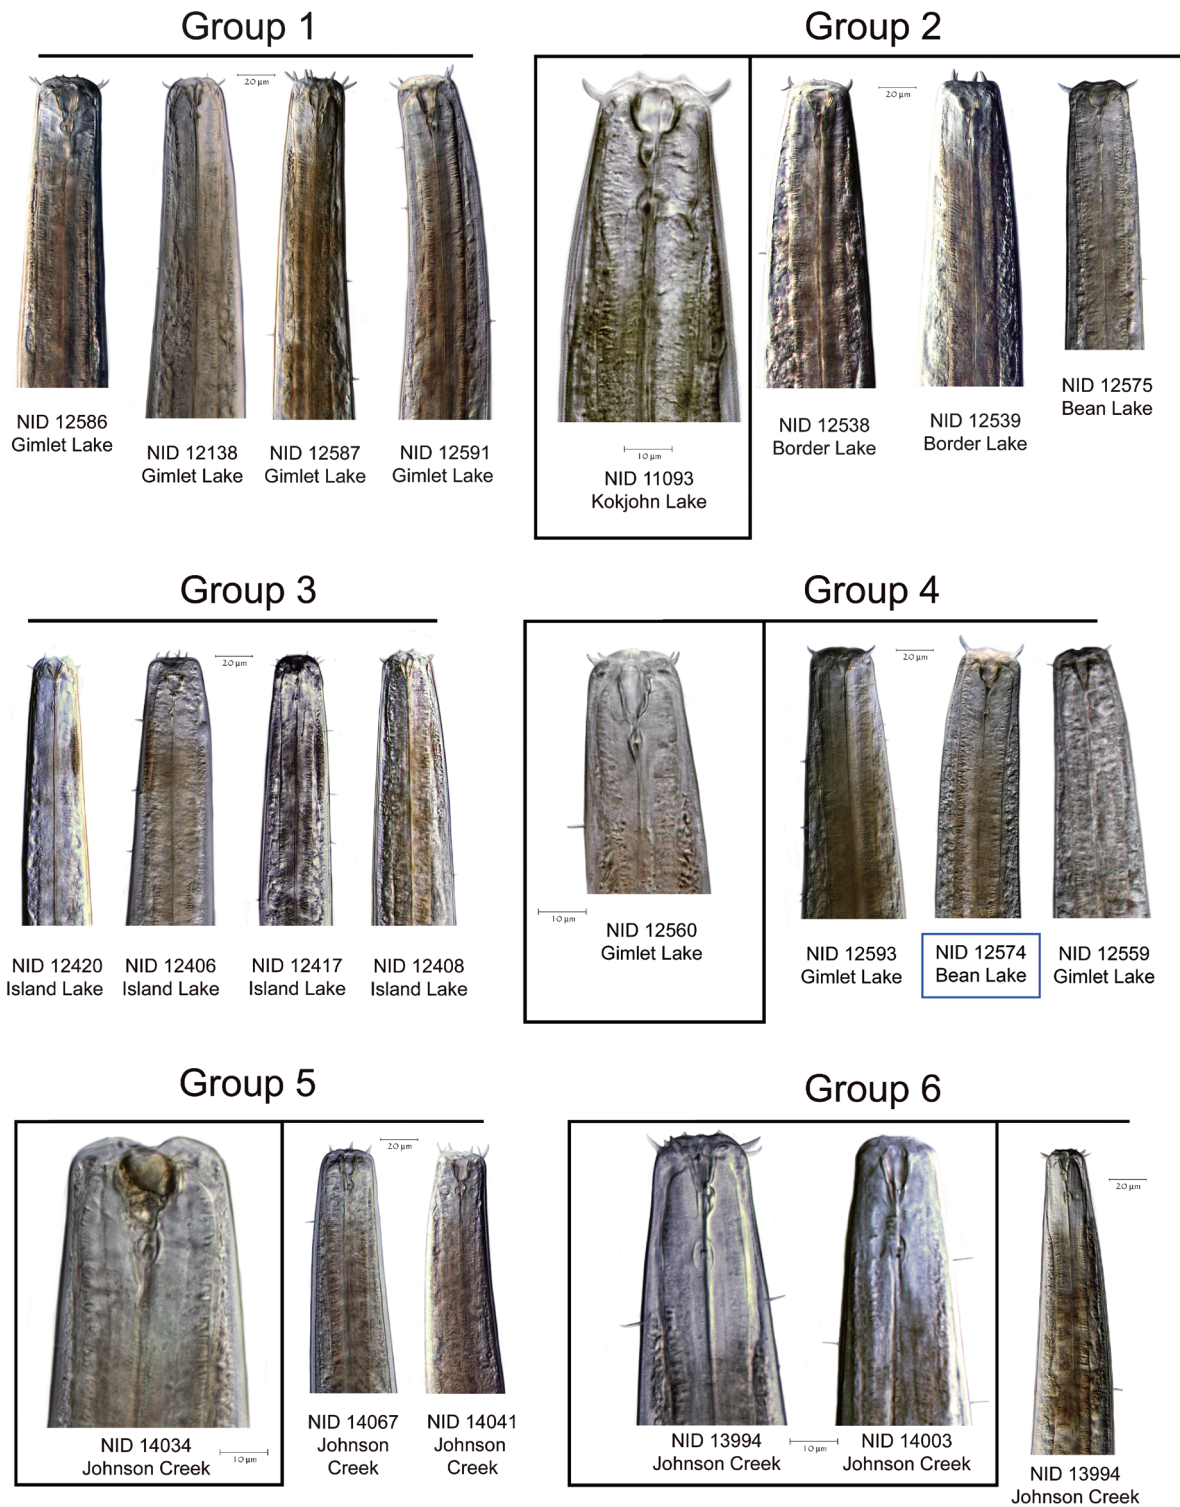 Group 1
20 µm
NID 12586
Gimlet Lake
NID 12138
Gimlet Lake
NID 12587
Gimlet Lake
NID 12591
Gimlet Lake
Group 2
20 µm
10 µm
NID 11093
Kokjohn Lake
NID 12538
Border Lake
NID 12539
Border Lake
NID 12575
Bean Lake
Group 3
20 µm
NID 12420
Island Lake
NID 12406
Island Lake
NID 12417
Island Lake
NID 12408
Island Lake
Group 4
20 µm
10 µm
NID 12560
Gimlet Lake
NID 12593
Gimlet Lake
NID 12574
Bean Lake
NID 12559
Gimlet Lake
Group 5
20 µm
NID 14034
Johnson Creek
10 µm
NID 14067
Johnson
Creek
NID 14041
Johnson
Creek
Group 6
20 µm
NID 13994
Johnson Creek
10 µm
NID 14003
Johnson Creek
NID 13994
Johnson Creek